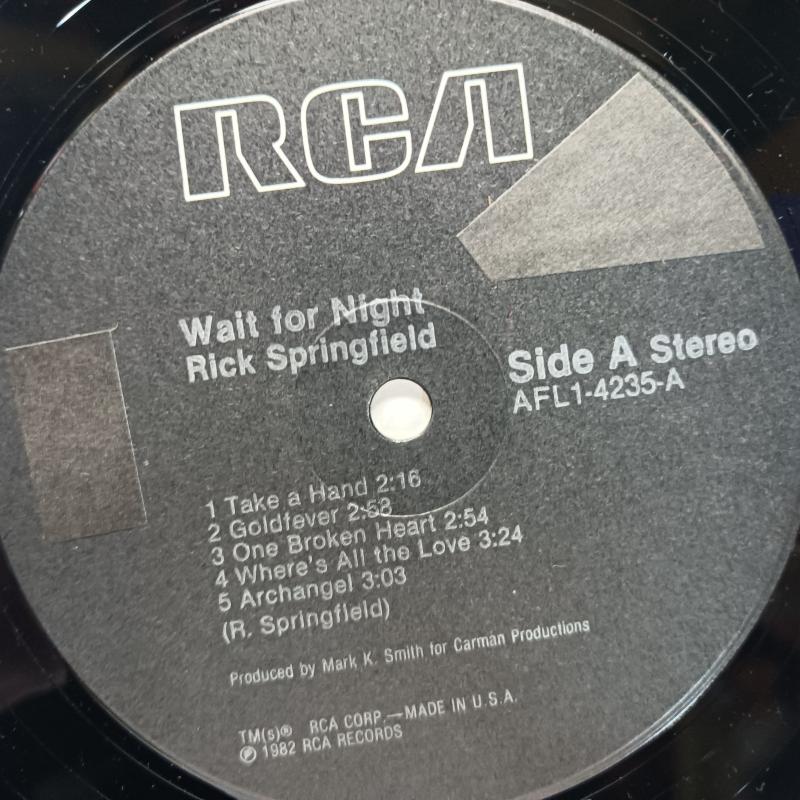 RCA
Wait for Night
Rick Springfield
Side A Stereo
AFL1-4235-A
1 Take a Hand 2:16
2 Goldfever 2:58
3 One Broken Heart 2:54
4 Where's All the Love 3:24
5 Archangel 3:03
(R. Springfield)
Produced by Mark K. Smith for Carman Productions
TM(s)® RCA CORP.—MADE IN U.S.A.
℗ 1982 RCA RECORDS